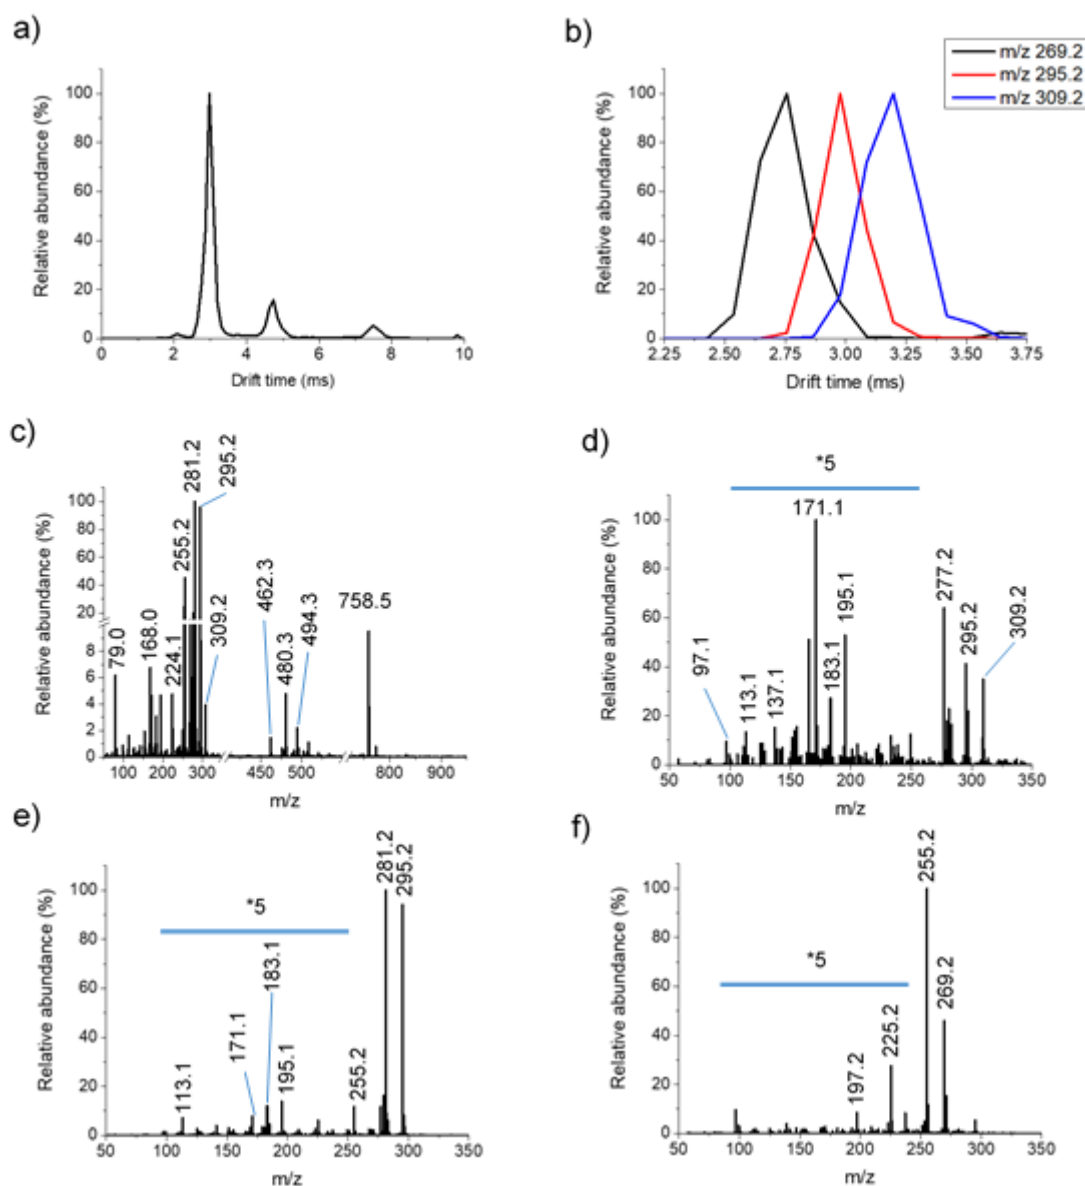 a)
Relative abundance (%)
100
80
60
40
20
0
0 2 4 6 8 10
Drift time (ms)
b)
m/z 269.2
m/z 295.2
m/z 309.2
Relative abundance (%)
100
80
60
40
20
0
2.25 2.50 2.75 3.00 3.25 3.50 3.75
Drift time (ms)
c)
Relative abundance (%)
Relative abundance (%)
100
80
60
40
20
8
6
4
2
0
79.0
168.0
224.1
255.2
281.2
295.2
309.2
462.3
480.3
494.3
758.5
100 200 300 450 500 800 900
m/z
d)
*5
Relative abundance (%)
100
80
60
40
20
0
97.1
113.1
137.1
171.1
183.1
195.1
277.2
295.2
309.2
50 100 150 200 250 300 350
m/z
e)
*5
Relative abundance (%)
100
80
60
40
20
0
113.1
171.1
183.1
195.1
255.2
281.2
295.2
50 100 150 200 250 300 350
m/z
f)
*5
Relative abundance (%)
100
80
60
40
20
0
197.2
225.2
255.2
269.2
50 100 150 200 250 300 350
m/z